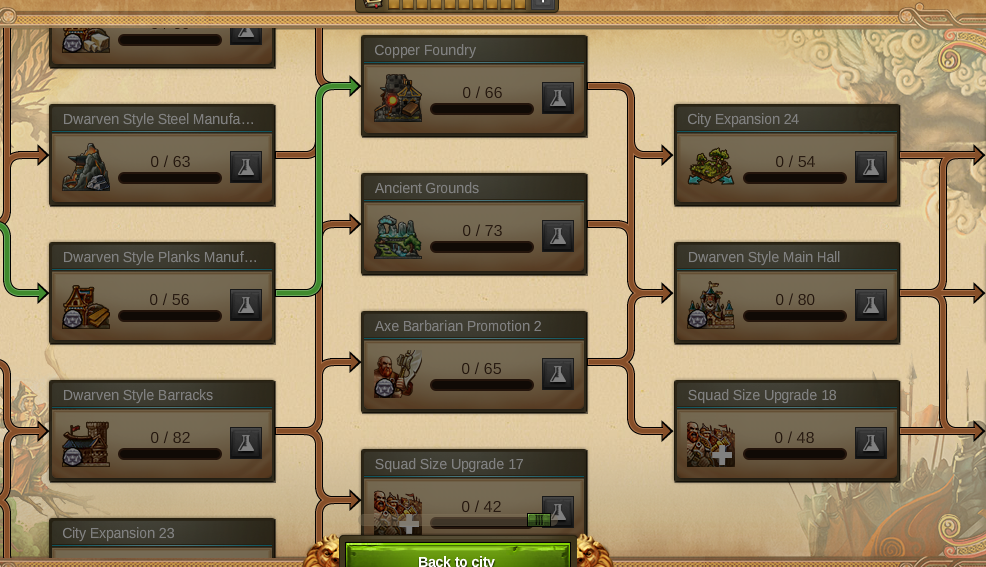 Copper Foundry
0 / 66
Dwarven Style Steel Manufa...
0 / 63
City Expansion 24
0 / 54
Ancient Grounds
0 / 73
Dwarven Style Planks Manuf...
0 / 56
Dwarven Style Main Hall
0 / 80
Axe Barbarian Promotion 2
0 / 65
Dwarven Style Barracks
0 / 82
Squad Size Upgrade 18
0 / 48
Squad Size Upgrade 17
0 / 42
City Expansion 23
Back to city